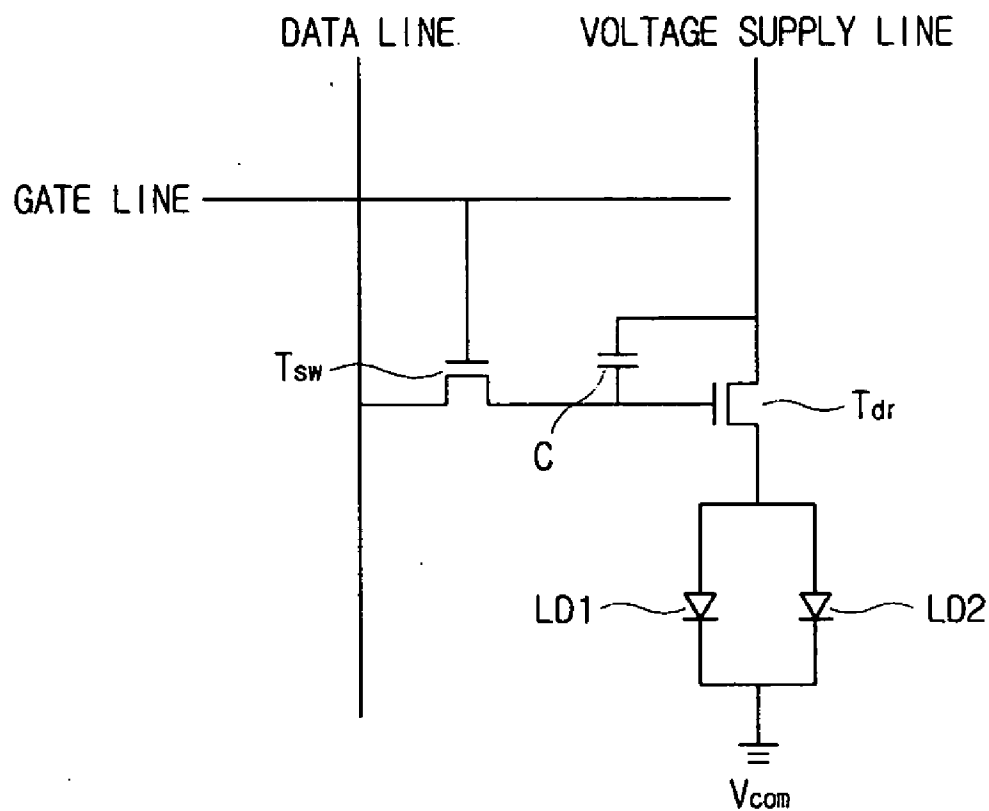 DATA LINE
VOLTAGE SUPPLY LINE
GATE LINE
Tsw
C
Tdr
LD1
LD2
Vcom